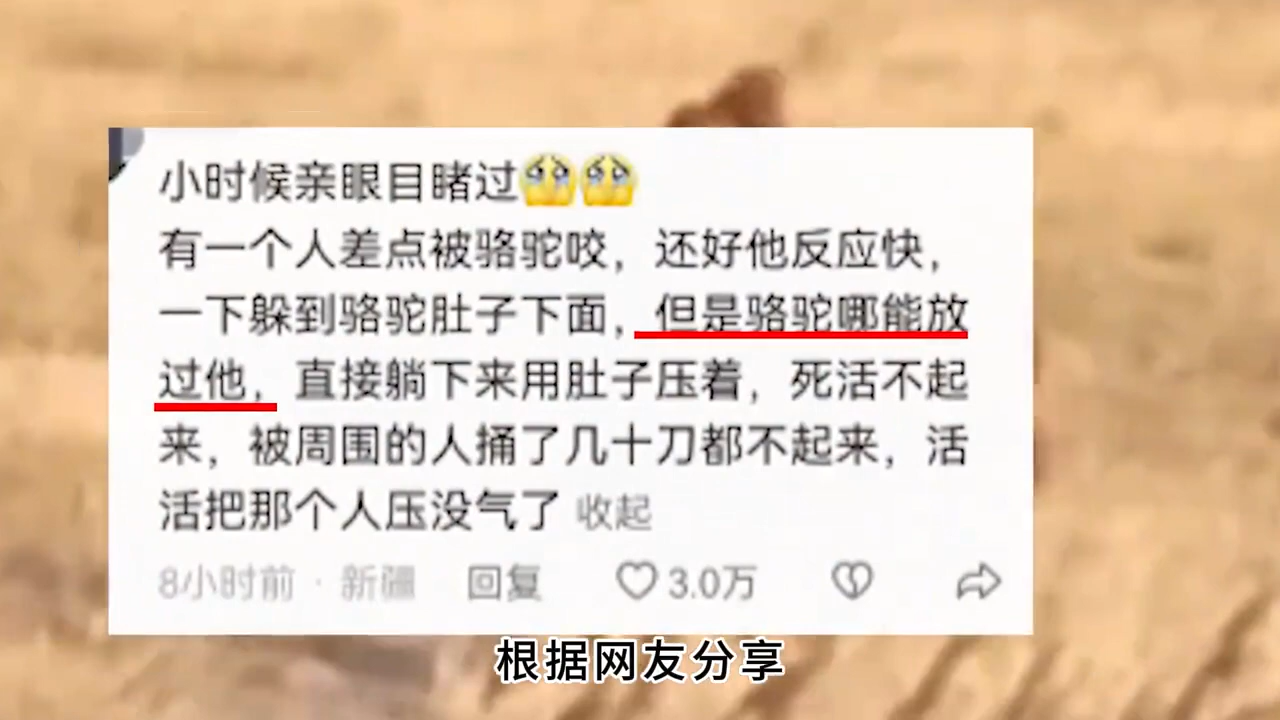 小时候亲眼目睹过🫣🫣
有一个人差点被骆驼咬，还好他反应快，
一下躲到骆驼肚子下面，但是骆驼哪能放
过他，直接躺下来用肚子压着，死活不起
来，被周围的人捅了几十刀都不起来，活
活把那个人压没气了 收起
8小时前 · 新疆 回复 3.0万
根据网友分享